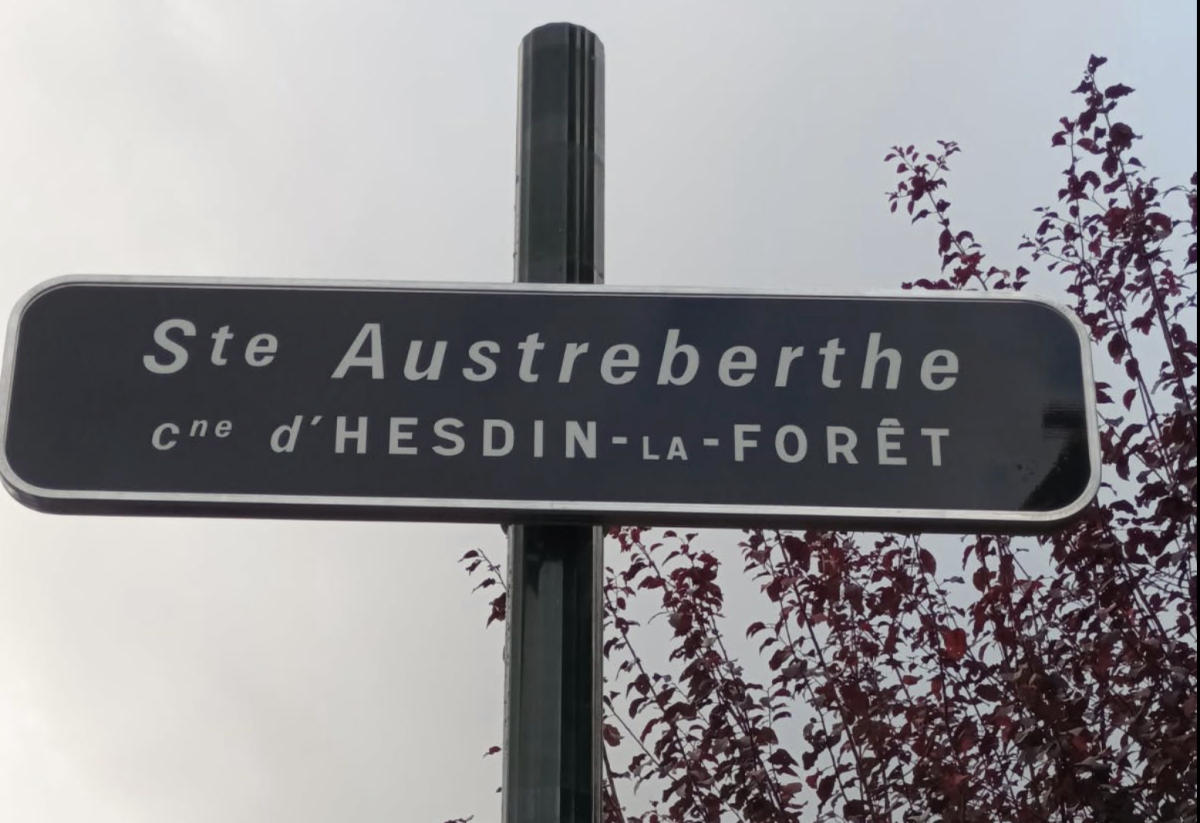 Ste Austreberthe
cne d'HESDIN-LA-FORÊT